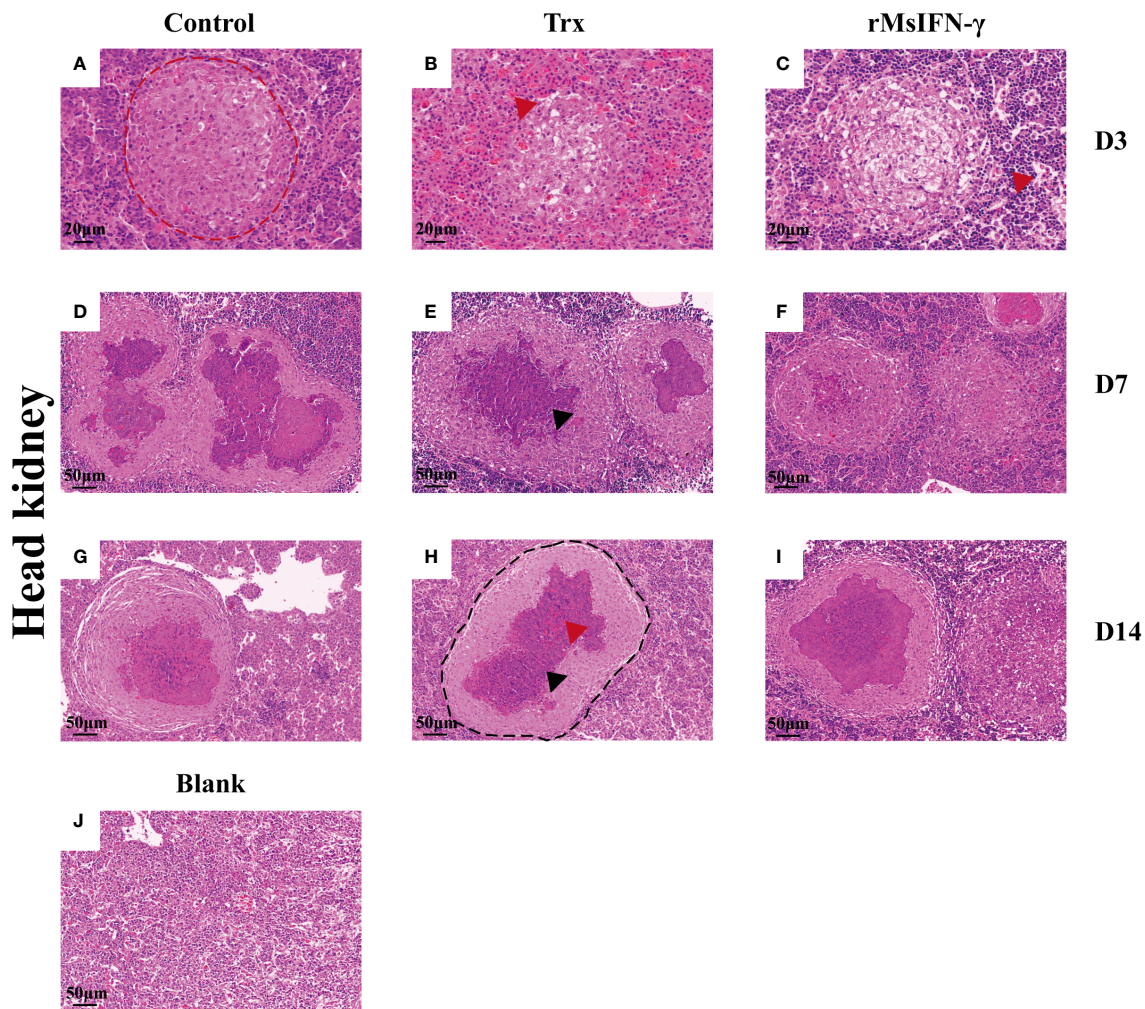 Control Trx rMsIFN-γ
A B C
D3
20μm 20μm 20μm
D E F
D7
50μm 50μm 50μm
Head kidney
G H I
D14
50μm 50μm 50μm
Blank
J
50μm